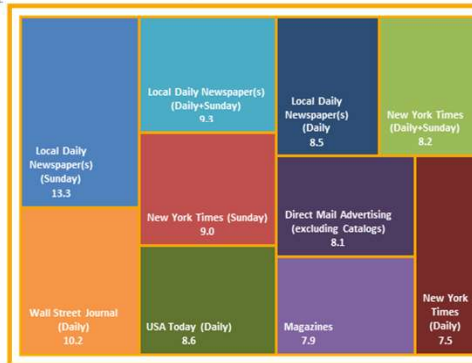 Local Daily
Newspaper(s)
(Sunday)
13.3
Local Daily Newspaper(s)
(Daily+Sunday)
9.3
Local Daily
Newspaper(s)
(Daily
8.5
New York Times
(Daily+Sunday)
8.2
New York Times (Sunday)
9.0
Direct Mail Advertising
(excluding Catalogs)
8.1
Wall Street Journal
(Daily)
10.2
USA Today (Daily)
8.6
Magazines
7.9
New York
Times
(Daily)
7.5